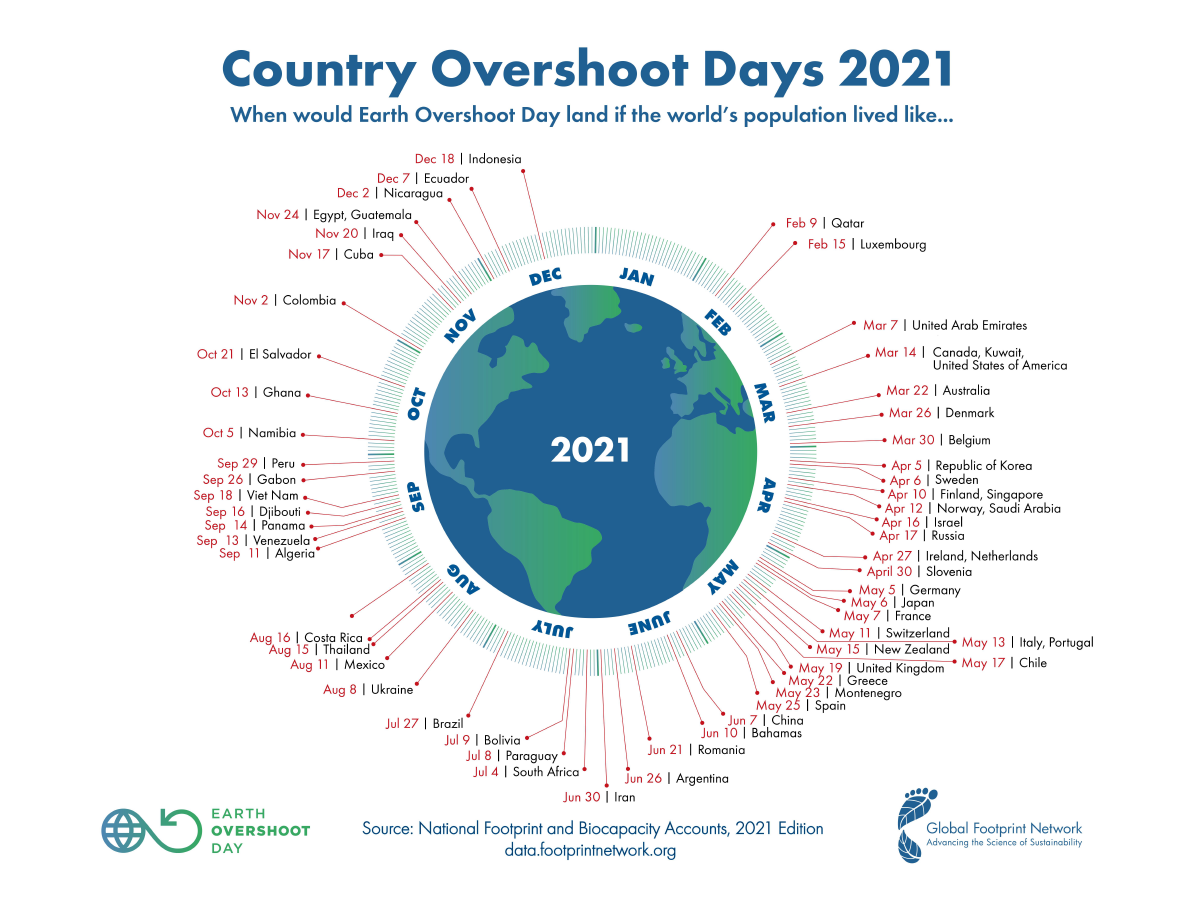 Country Overshoot Days 2021
When would Earth Overshoot Day land if the world's population lived like...
Feb 9 | Qatar
Feb 15 | Luxembourg
Mar 7 | United Arab Emirates
Mar 14 | Canada, Kuwait,
United States of America
Mar 22 | Australia
Mar 26 | Denmark
Mar 30 | Belgium
Apr 5 | Republic of Korea
Apr 6 | Sweden
Apr 10 | Finland, Singapore
Apr 12 | Norway, Saudi Arabia
Apr 16 | Israel
Apr 17 | Russia
Apr 27 | Ireland, Netherlands
April 30 | Slovenia
May 5 | Germany
May 6 | Japan
May 7 | France
May 11 | Switzerland
May 13 | Italy, Portugal
May 15 | New Zealand
May 17 | Chile
May 19 | United Kingdom
May 22 | Greece
May 23 | Montenegro
May 25 | Spain
Jun 7 | China
Jun 10 | Bahamas
Jun 21 | Romania
Jun 26 | Argentina
Jun 30 | Iran
Jul 4 | South Africa
Jul 8 | Paraguay
Jul 9 | Bolivia
Jul 27 | Brazil
Aug 8 | Ukraine
Aug 11 | Mexico
Aug 15 | Thailand
Aug 16 | Costa Rica
Sep 11 | Algeria
Sep 13 | Venezuela
Sep 14 | Panama
Sep 16 | Djibouti
Sep 18 | Viet Nam
Sep 26 | Gabon
Sep 29 | Peru
Oct 5 | Namibia
Oct 13 | Ghana
Oct 21 | El Salvador
Nov 2 | Colombia
Nov 17 | Cuba
Nov 20 | Iraq
Nov 24 | Egypt, Guatemala
Dec 2 | Nicaragua
Dec 7 | Ecuador
Dec 18 | Indonesia
JAN
FEB
MAR
APR
MAY
JUNE
JULY
AUG
SEP
OCT
NOV
DEC
2021
EARTH
OVERSHOOT
DAY
Source: National Footprint and Biocapacity Accounts, 2021 Edition
data.footprintnetwork.org
Global Footprint Network
Advancing the Science of Sustainability